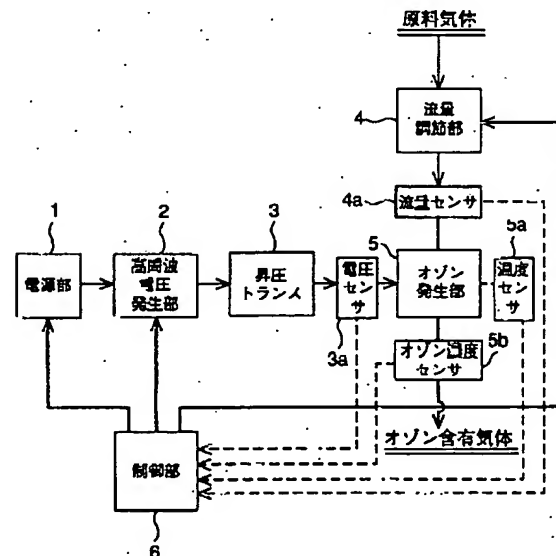 原料気体
4
流量
調節部
4a
流量センサ
1
2
3
5
5a
電源部
高周波
電圧
発生部
昇圧
トランス
電圧
センサ
オゾン
発生部
温度
センサ
3a
オゾン濃度
センサ
5b
オゾン含有気体
制御部
6